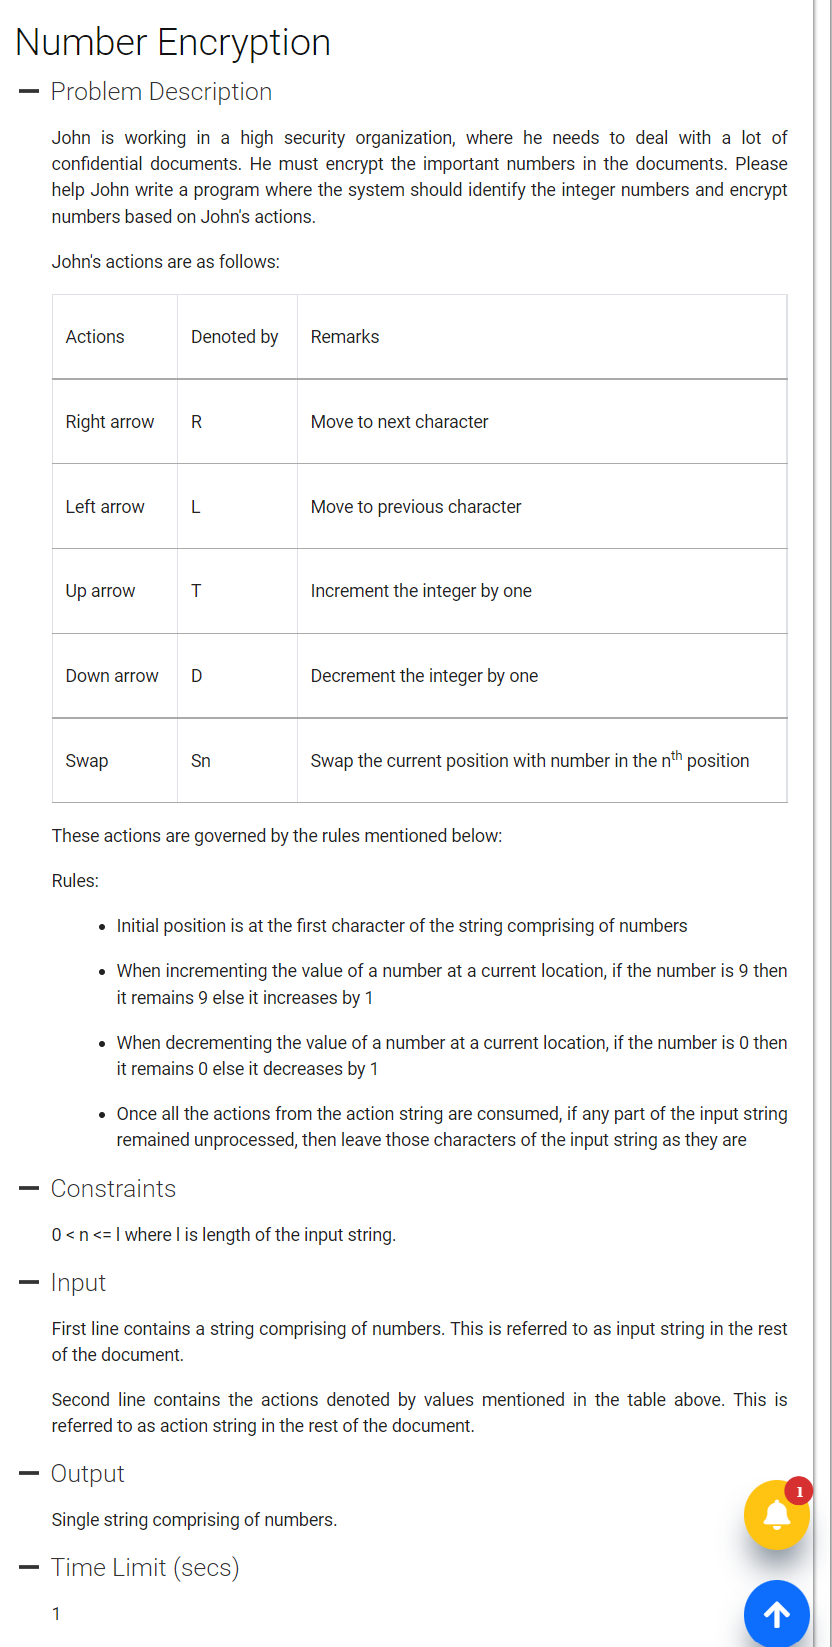 Number Encryption
Problem Description
John is working in a high security organization, where he needs to deal with a lot of
confidential documents. He must encrypt the important numbers in the documents. Please
help John write a program where the system should identify the integer numbers and encrypt
numbers based on John's actions.
John's actions are as follows:
Actions Denoted by Remarks
Right arrow R Move to next character
Left arrow L Move to previous character
Up arrow T Increment the integer by one
Down arrow D Decrement the integer by one
Swap Sn Swap the current position with number in the nth position
These actions are governed by the rules mentioned below:
Rules:
• Initial position is at the first character of the string comprising of numbers
• When incrementing the value of a number at a current location, if the number is 9 then
it remains 9 else it increases by 1
• When decrementing the value of a number at a current location, if the number is 0 then
it remains 0 else it decreases by 1
• Once all the actions from the action string are consumed, if any part of the input string
remained unprocessed, then leave those characters of the input string as they are
Constraints
0 < n <= l where l is length of the input string.
Input
First line contains a string comprising of numbers. This is referred to as input string in the rest
of the document.
Second line contains the actions denoted by values mentioned in the table above. This is
referred to as action string in the rest of the document.
Output
1
Single string comprising of numbers.
Time Limit (secs)
1